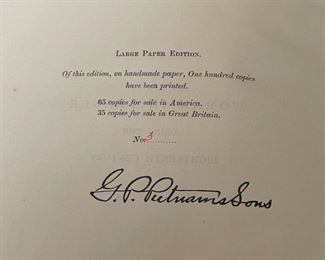 LARGE PAPER EDITION.
Of this edition, on handmade paper, One hundred copies
have been printed.
65 copies for sale in America.
35 copies for sale in Great Britain.
No. 3..........
G. P. Putnams Sons